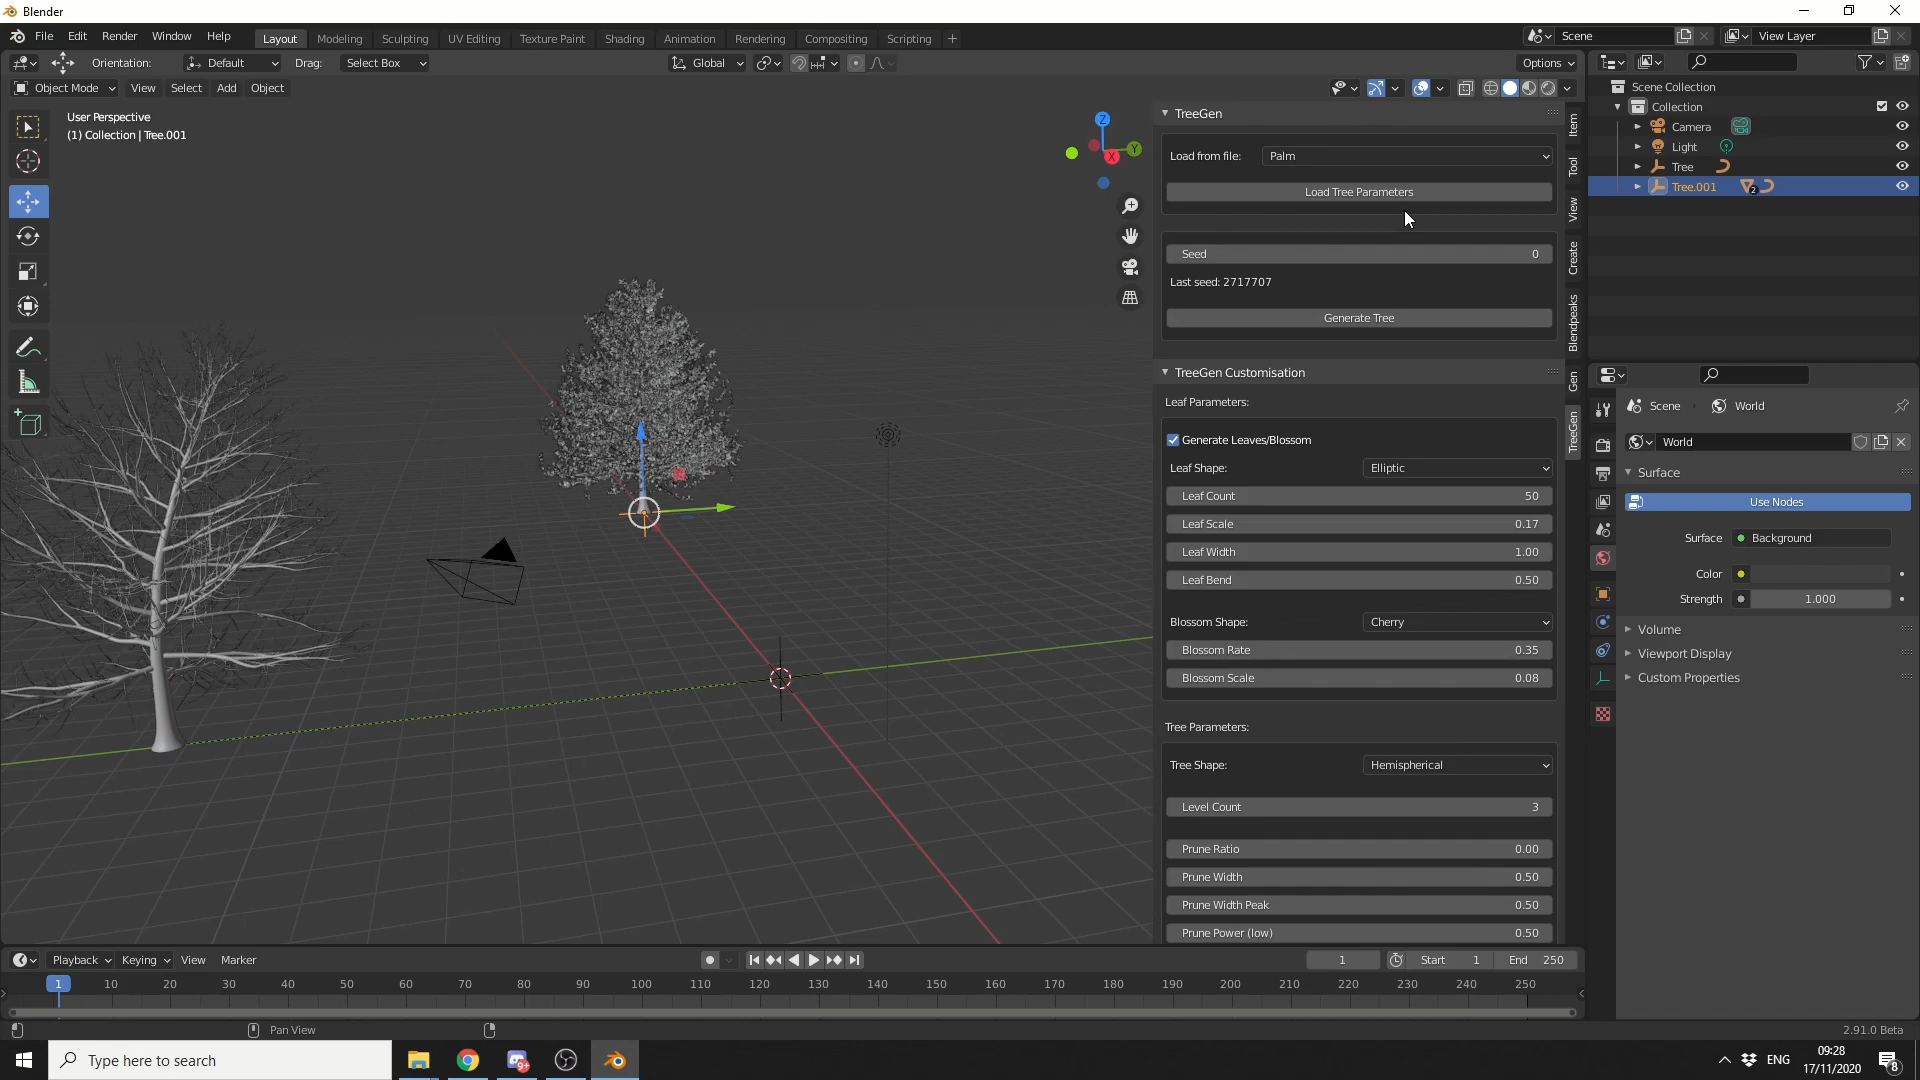 Blender
File Edit Render Window Help Layout Modeling Sculpting UV Editing Texture Paint Shading Animation Rendering Compositing Scripting + Scene View Layer
Orientation: Default Drag: Select Box Global Options
Object Mode View Select Add Object
User Perspective
(1) Collection | Tree.001
Z
Y
X
TreeGen
Load from file: Palm
Load Tree Parameters
Seed 0
Last seed: 2717707
Generate Tree
TreeGen Customisation
Leaf Parameters:
Generate Leaves/Blossom
Leaf Shape: Elliptic
Leaf Count 50
Leaf Scale 0.17
Leaf Width 1.00
Leaf Bend 0.50
Blossom Shape: Cherry
Blossom Rate 0.35
Blossom Scale 0.08
Tree Parameters:
Tree Shape: Hemispherical
Level Count 3
Prune Ratio 0.00
Prune Width 0.50
Prune Width Peak 0.50
Prune Power (low) 0.50
Item
Tool
View
Create
Blendpeaks
Gen
TreeGen
Scene Collection
Collection
Camera
Light
Tree
Tree.001 2
Scene World
World
Surface
Use Nodes
Surface Background
Color
Strength 1.000
Volume
Viewport Display
Custom Properties
Playback Keying View Marker 1 Start 1 End 250
1 10 20 30 40 50 60 70 80 90 100 110 120 130 140 150 160 170 180 190 200 210 220 230 240 250
Pan View 2.91.0 Beta
Type here to search 9+ ENG 09:28
17/11/2020 8